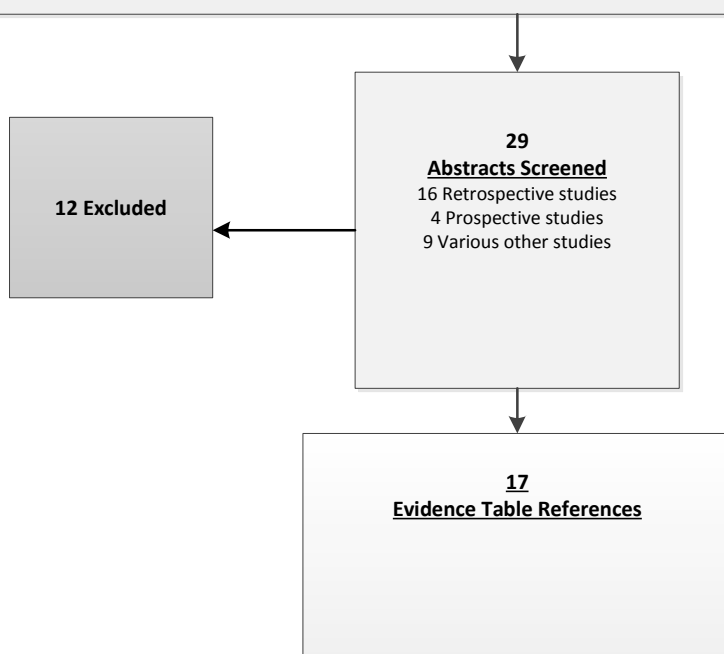 29
Abstracts Screened
16 Retrospective studies
4 Prospective studies
9 Various other studies
12 Excluded
17
Evidence Table References